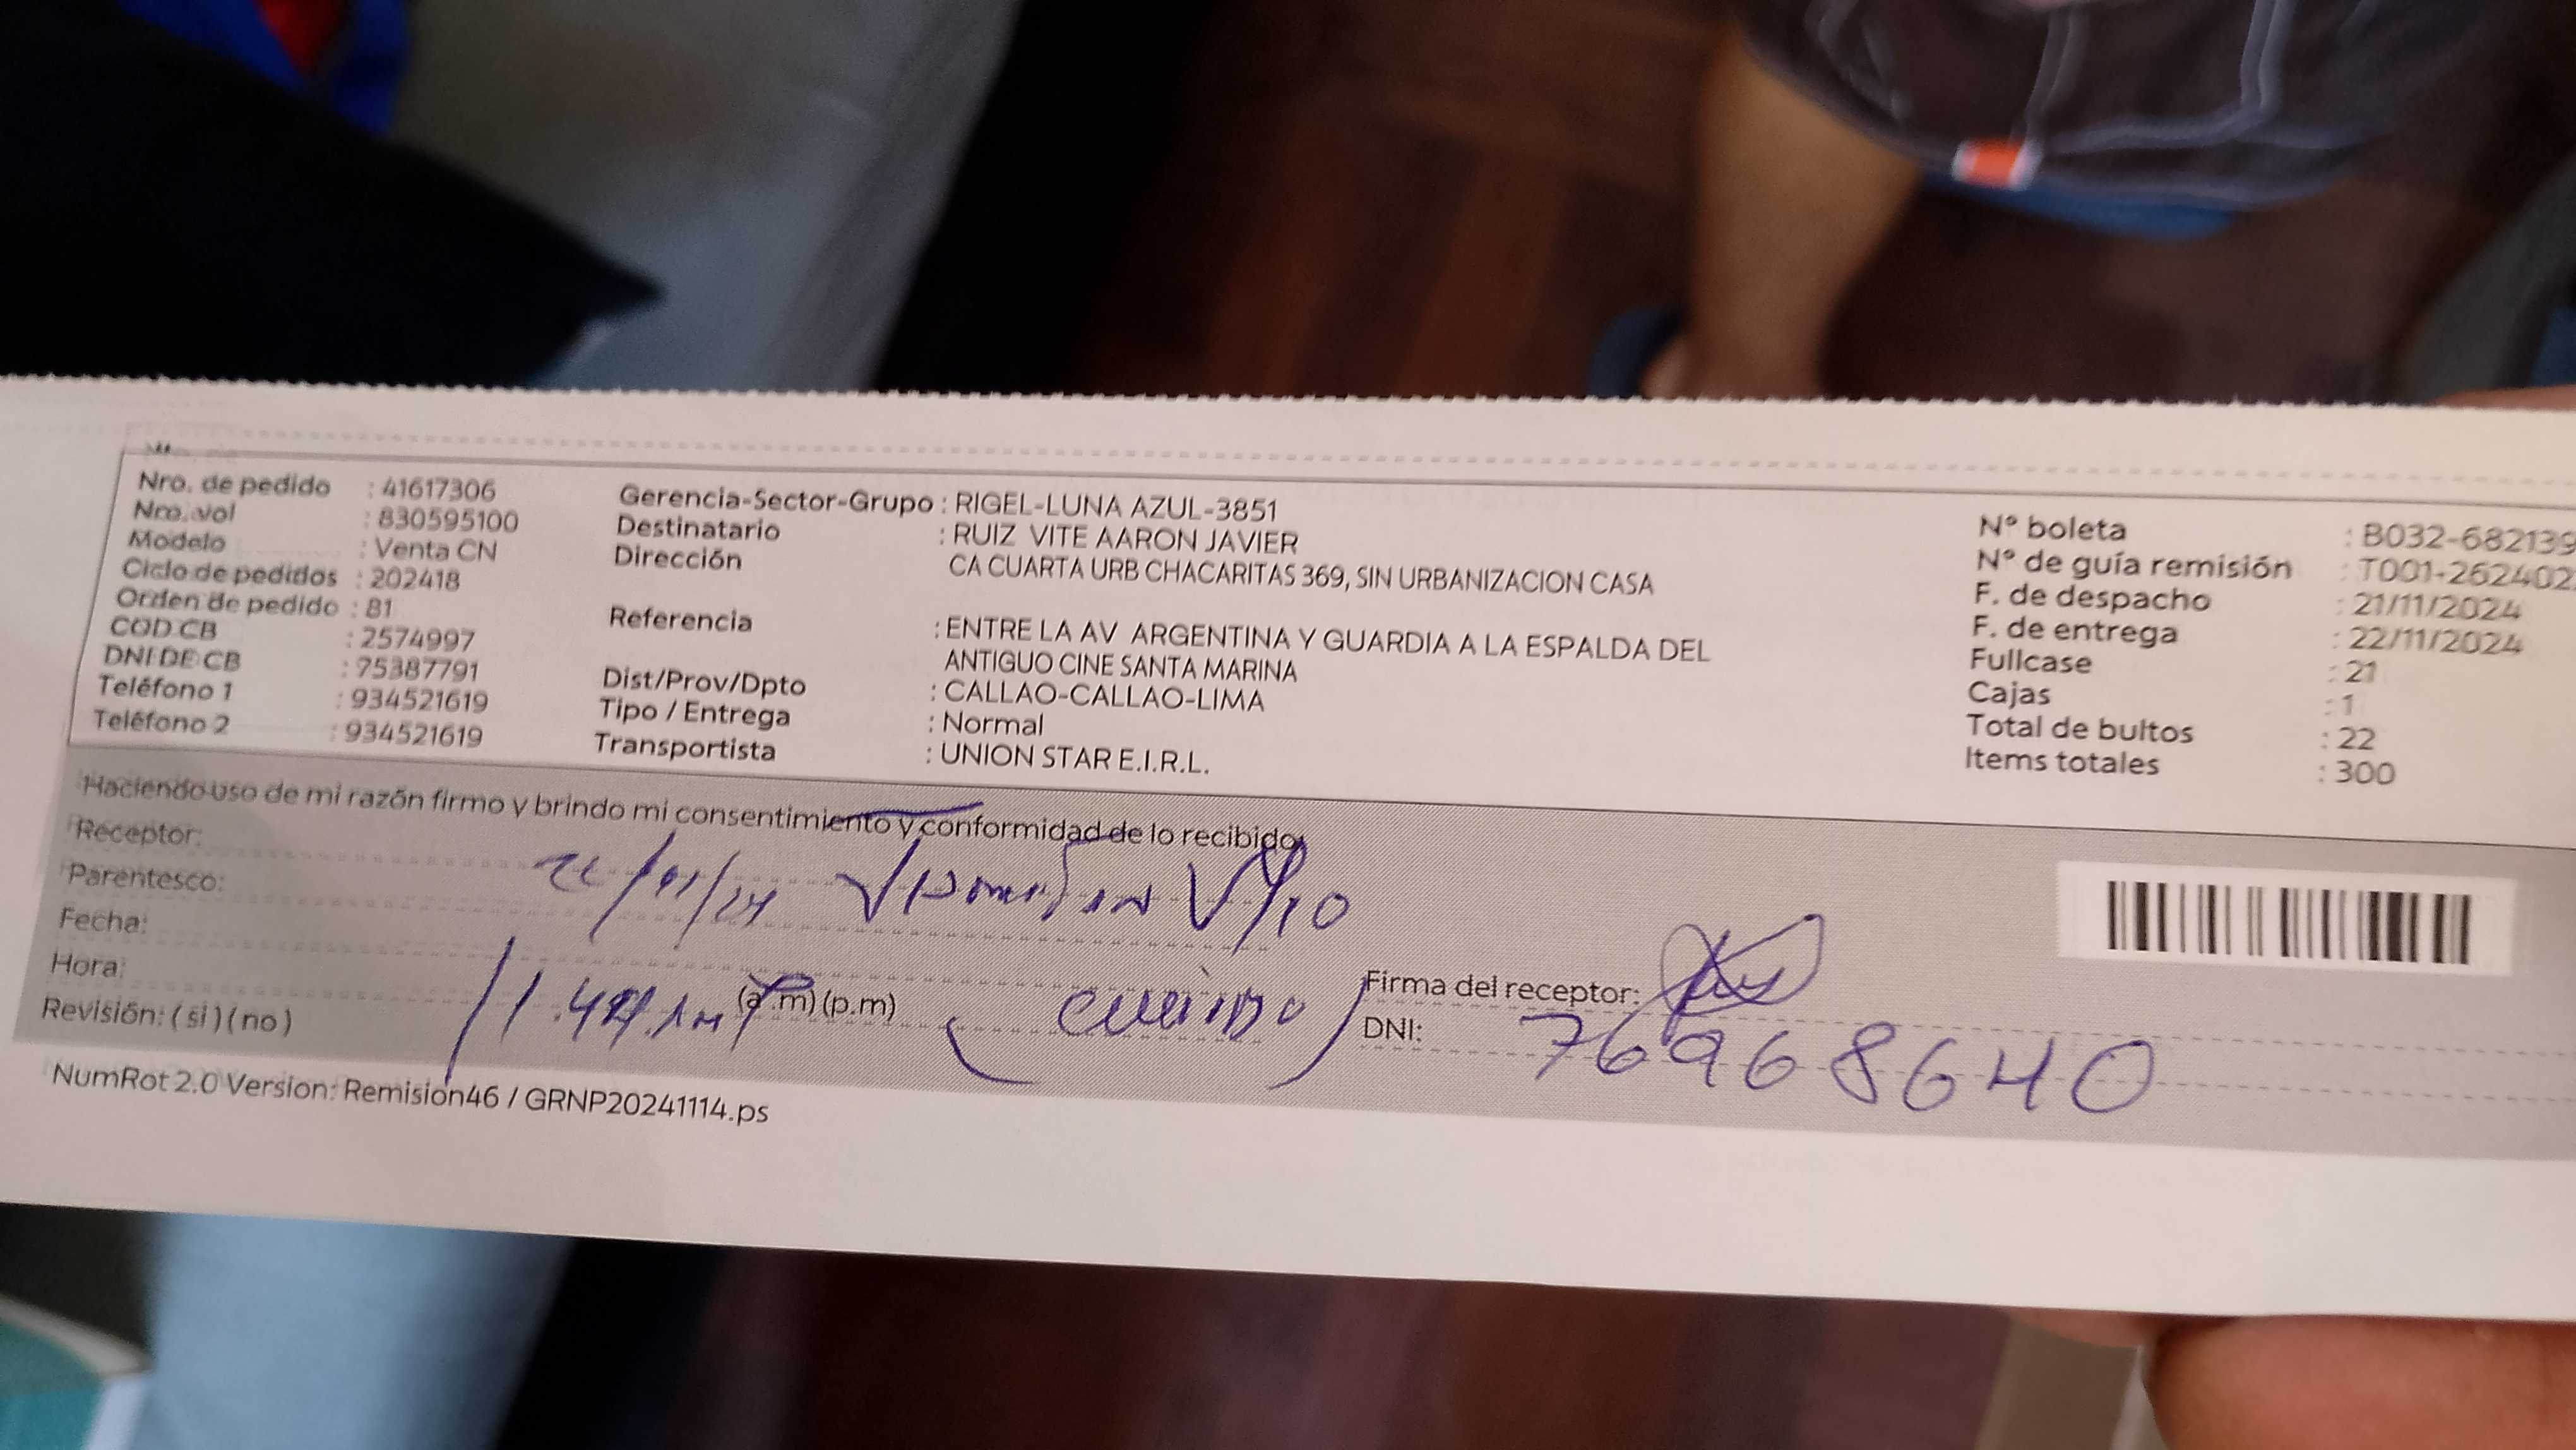 Nro. de pedido : 41617306
Nro. vol : 830595100
Modelo : Venta CN
Ciclo de pedidos : 202418
Orden de pedido : 81
COD CB : 2574997
DNI DE CB : 75387791
Teléfono 1 : 934521619
Teléfono 2 : 934521619
Gerencia-Sector-Grupo : RIGEL-LUNA AZUL-3851
Destinatario : RUIZ VITE AARON JAVIER
Dirección CA CUARTA URB CHACARITAS 369, SIN URBANIZACION CASA
Referencia : ENTRE LA AV ARGENTINA Y GUARDIA A LA ESPALDA DEL
ANTIGUO CINE SANTA MARINA
Dist/Prov/Dpto : CALLAO-CALLAO-LIMA
Tipo / Entrega : Normal
Transportista : UNION STAR E.I.R.L.
N° boleta : B032-682139
N° de guía remisión : T001-262402
F. de despacho : 21/11/2024
F. de entrega : 22/11/2024
Fullcase : 21
Cajas : 1
Total de bultos : 22
Items totales : 300
Haciendo uso de mi razón firmo y brindo mi consentimiento y conformidad de lo recibido
Receptor:
Parentesco: 22/11/24
Fecha:
Hora: (a.m) (p.m)
Revisión: ( si ) ( no )
Firma del receptor:
DNI: 76968640
NumRot 2.0 Version: Remision46 / GRNP20241114.ps